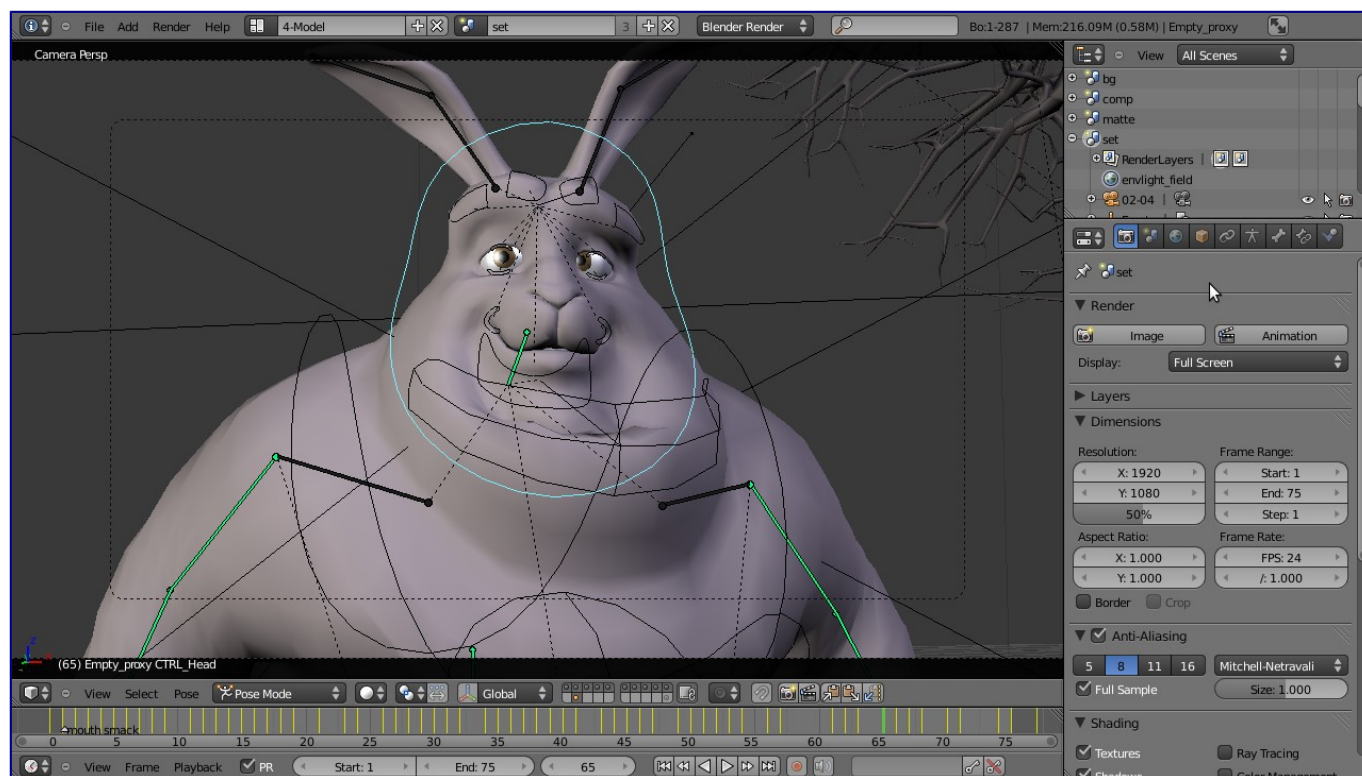 File Add Render Help 4-Model set 3 Blender Render Bo:1-287 | Mem:216.09M (0.58M) | Empty_proxy
Camera Persp
View All Scenes
bg
comp
matte
set
RenderLayers |
envlight_field
02-04 |
set
Render
Image Animation
Display: Full Screen
Layers
Dimensions
Resolution: Frame Range:
X: 1920 Start: 1
Y: 1080 End: 75
50% Step: 1
Aspect Ratio: Frame Rate:
X: 1.000 FPS: 24
Y: 1.000 /: 1.000
Border Crop
Anti-Aliasing
5 8 11 16 Mitchell-Netravali
Full Sample Size: 1.000
Shading
Textures Ray Tracing
z
(65) Empty_proxy CTRL_Head
View Select Pose Pose Mode Global
mouth smack
0 5 10 15 20 25 30 35 40 45 50 55 60 65 70 75
View Frame Playback PR Start: 1 End: 75 65